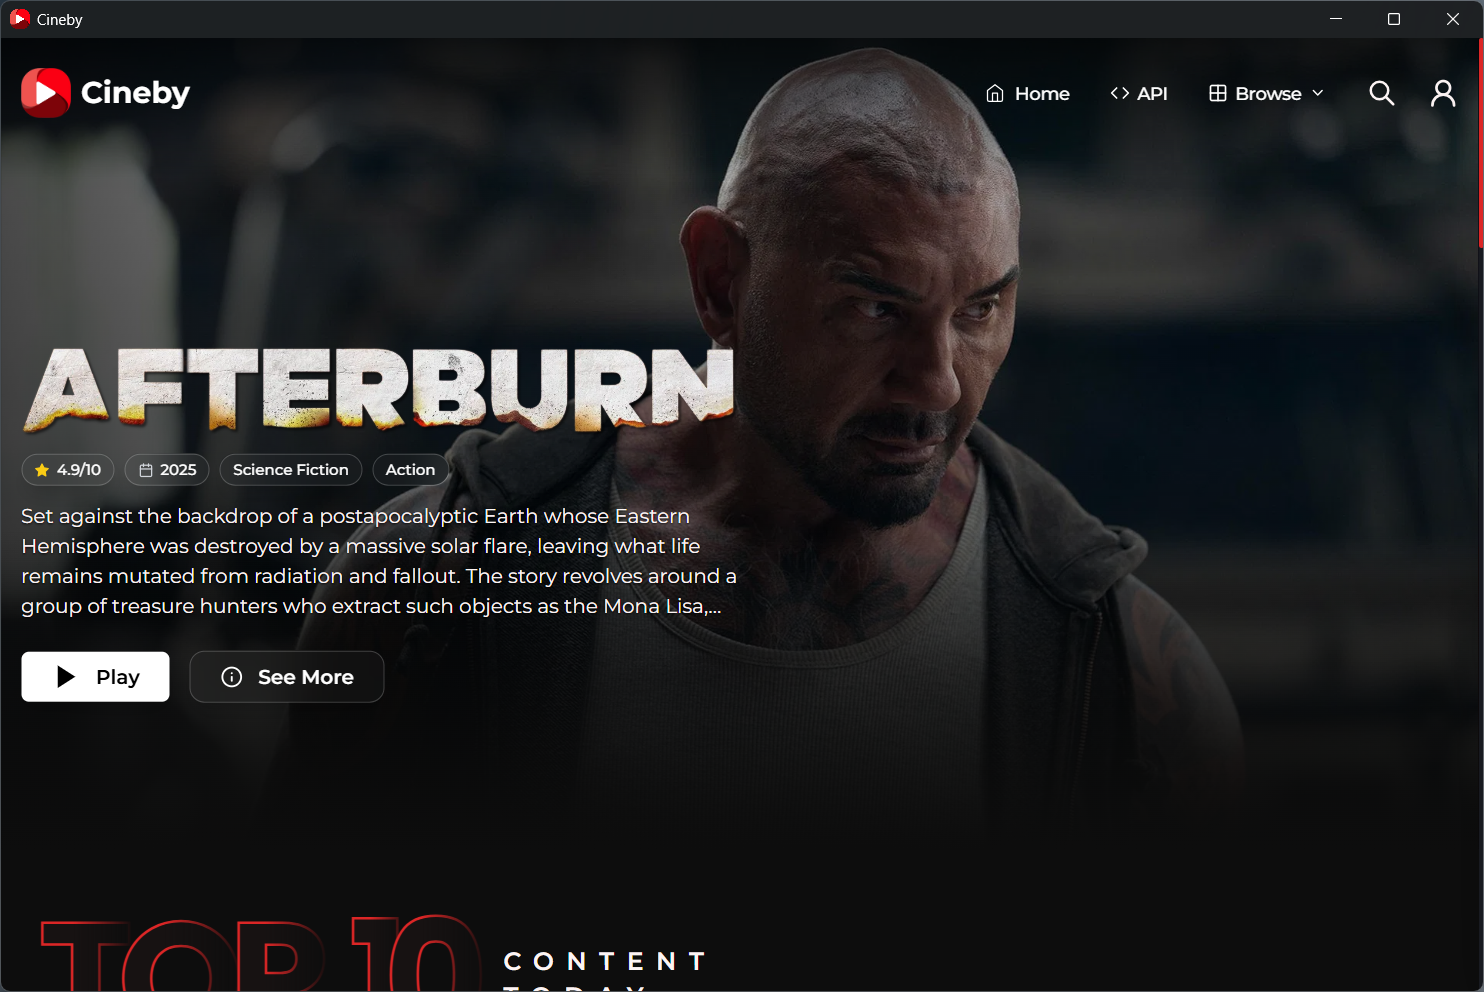 Cineby
Cineby
Home
API
Browse
AFTERBURN
4.9/10
2025
Science Fiction
Action
Set against the backdrop of a postapocalyptic Earth whose Eastern
Hemisphere was destroyed by a massive solar flare, leaving what life
remains mutated from radiation and fallout. The story revolves around a
group of treasure hunters who extract such objects as the Mona Lisa,...
Play
See More
TOP 10
CONTENT
TODAY